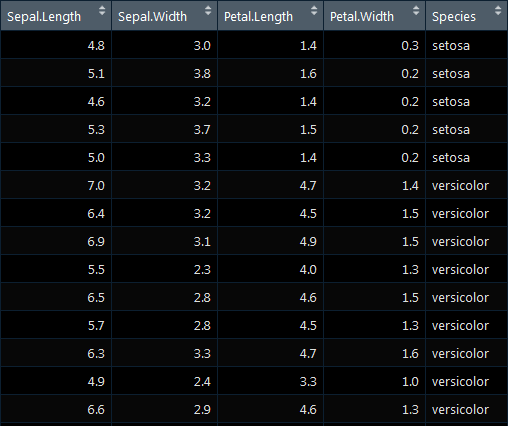 Sepal.Length Sepal.Width Petal.Length Petal.Width Species
4.8 3.0 1.4 0.3 setosa
5.1 3.8 1.6 0.2 setosa
4.6 3.2 1.4 0.2 setosa
5.3 3.7 1.5 0.2 setosa
5.0 3.3 1.4 0.2 setosa
7.0 3.2 4.7 1.4 versicolor
6.4 3.2 4.5 1.5 versicolor
6.9 3.1 4.9 1.5 versicolor
5.5 2.3 4.0 1.3 versicolor
6.5 2.8 4.6 1.5 versicolor
5.7 2.8 4.5 1.3 versicolor
6.3 3.3 4.7 1.6 versicolor
4.9 2.4 3.3 1.0 versicolor
6.6 2.9 4.6 1.3 versicolor